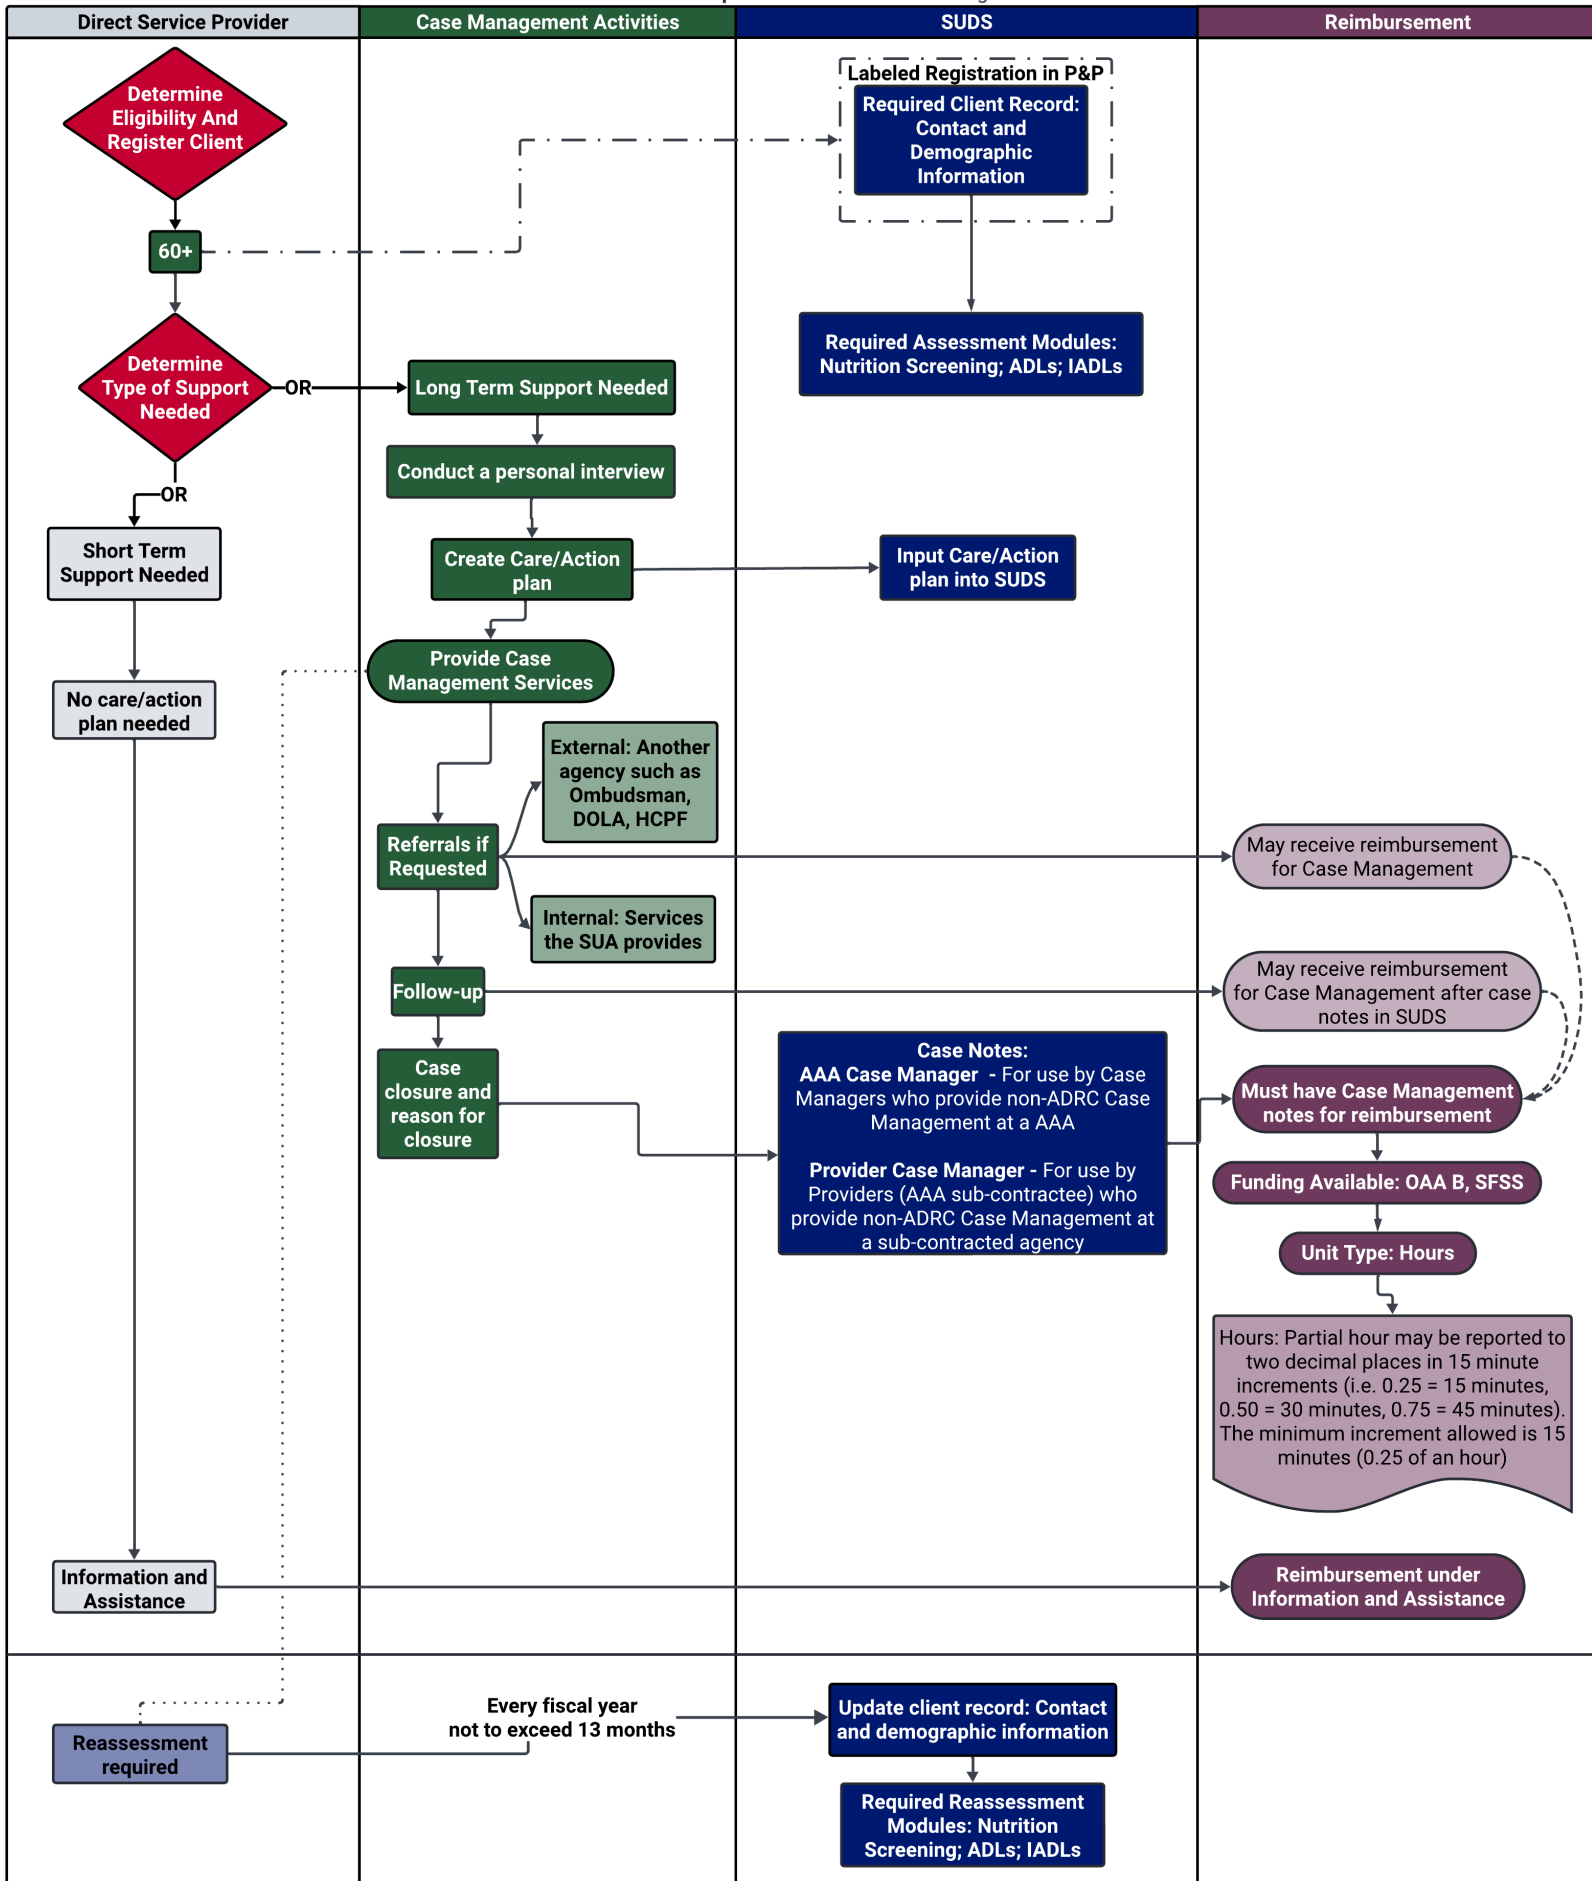 Direct Service Provider
Case Management Activities
SUDS
Reimbursement
Determine
Eligibility And
Register Client
Labeled Registration in P&P
Required Client Record:
Contact and
Demographic
Information
60+
Required Assessment Modules:
Nutrition Screening; ADLs; IADLs
Determine
Type of Support
Needed
OR
Long Term Support Needed
Conduct a personal interview
OR
Short Term
Support Needed
Create Care/Action
plan
Input Care/Action
plan into SUDS
Provide Case
Management Services
No care/action
plan needed
External: Another
agency such as
Ombudsman,
DOLA, HCPF
Referrals if
Requested
May receive reimbursement
for Case Management
Internal: Services
the SUA provides
Follow-up
May receive reimbursement
for Case Management after case
notes in SUDS
Case
closure and
reason for
closure
Case Notes:
AAA Case Manager  - For use by Case
Managers who provide non-ADRC Case
Management at a AAA
Provider Case Manager - For use by
Providers (AAA sub-contractee) who
provide non-ADRC Case Management at
a sub-contracted agency
Must have Case Management
notes for reimbursement
Funding Available: OAA B, SFSS
Unit Type: Hours
Hours: Partial hour may be reported to
two decimal places in 15 minute
increments (i.e. 0.25 = 15 minutes,
0.50 = 30 minutes, 0.75 = 45 minutes).
The minimum increment allowed is 15
minutes (0.25 of an hour)
Information and
Assistance
Reimbursement under
Information and Assistance
Reassessment
required
Every fiscal year
not to exceed 13 months
Update client record: Contact
and demographic information
Required Reassessment
Modules: Nutrition
Screening; ADLs; IADLs